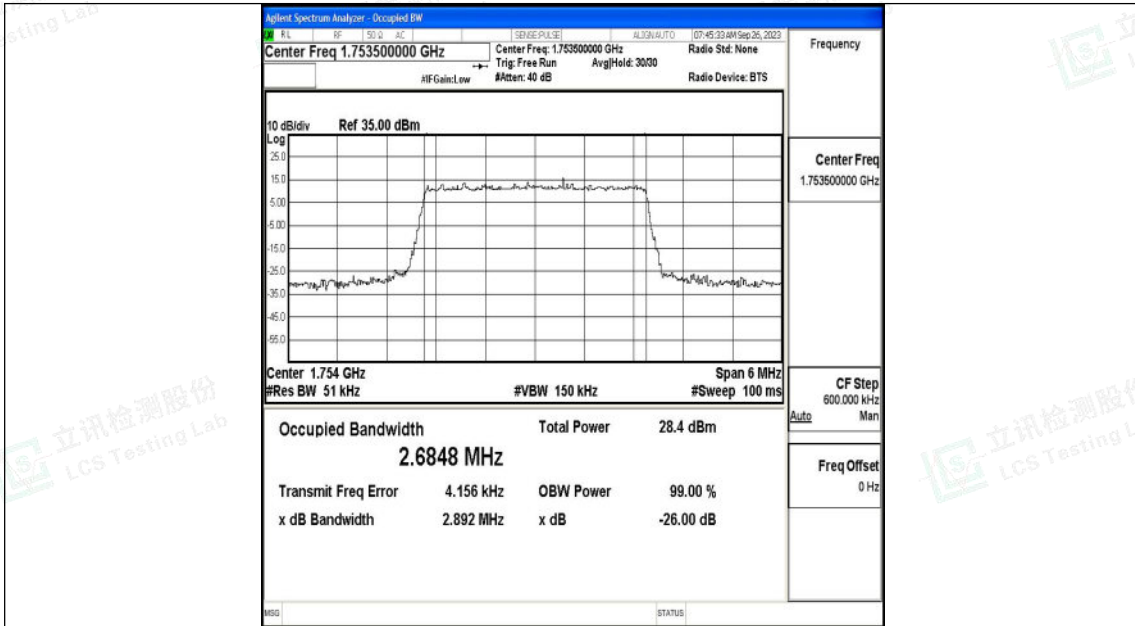 Agilent Spectrum Analyzer - Occupied BW
RL RF 50 Ω AC SENSE:PULSE ALIGNAUTO 07:45:33 AM Sep 26, 2023
Center Freq 1.753500000 GHz
Center Freq: 1.753500000 GHz
Radio Std: None
Trig: Free Run Avg|Hold: 30/30
#IFGain:Low
#Atten: 40 dB
Radio Device: BTS
10 dB/div Ref 35.00 dBm
Log
25.0
15.0
5.00
-5.00
-15.0
-25.0
-35.0
-45.0
-55.0
Center 1.754 GHz
Span 6 MHz
#Res BW 51 kHz
#VBW 150 kHz
#Sweep 100 ms
Occupied Bandwidth
Total Power 28.4 dBm
2.6848 MHz
Transmit Freq Error 4.156 kHz
OBW Power 99.00 %
x dB Bandwidth 2.892 MHz
x dB -26.00 dB
MSG
STATUS
Frequency
Center Freq
1.753500000 GHz
CF Step
600.000 kHz
Auto Man
Freq Offset
0 Hz
立讯检测股份
LCS Testing Lab
立讯检测股份
LCS Testing L
sting Lab